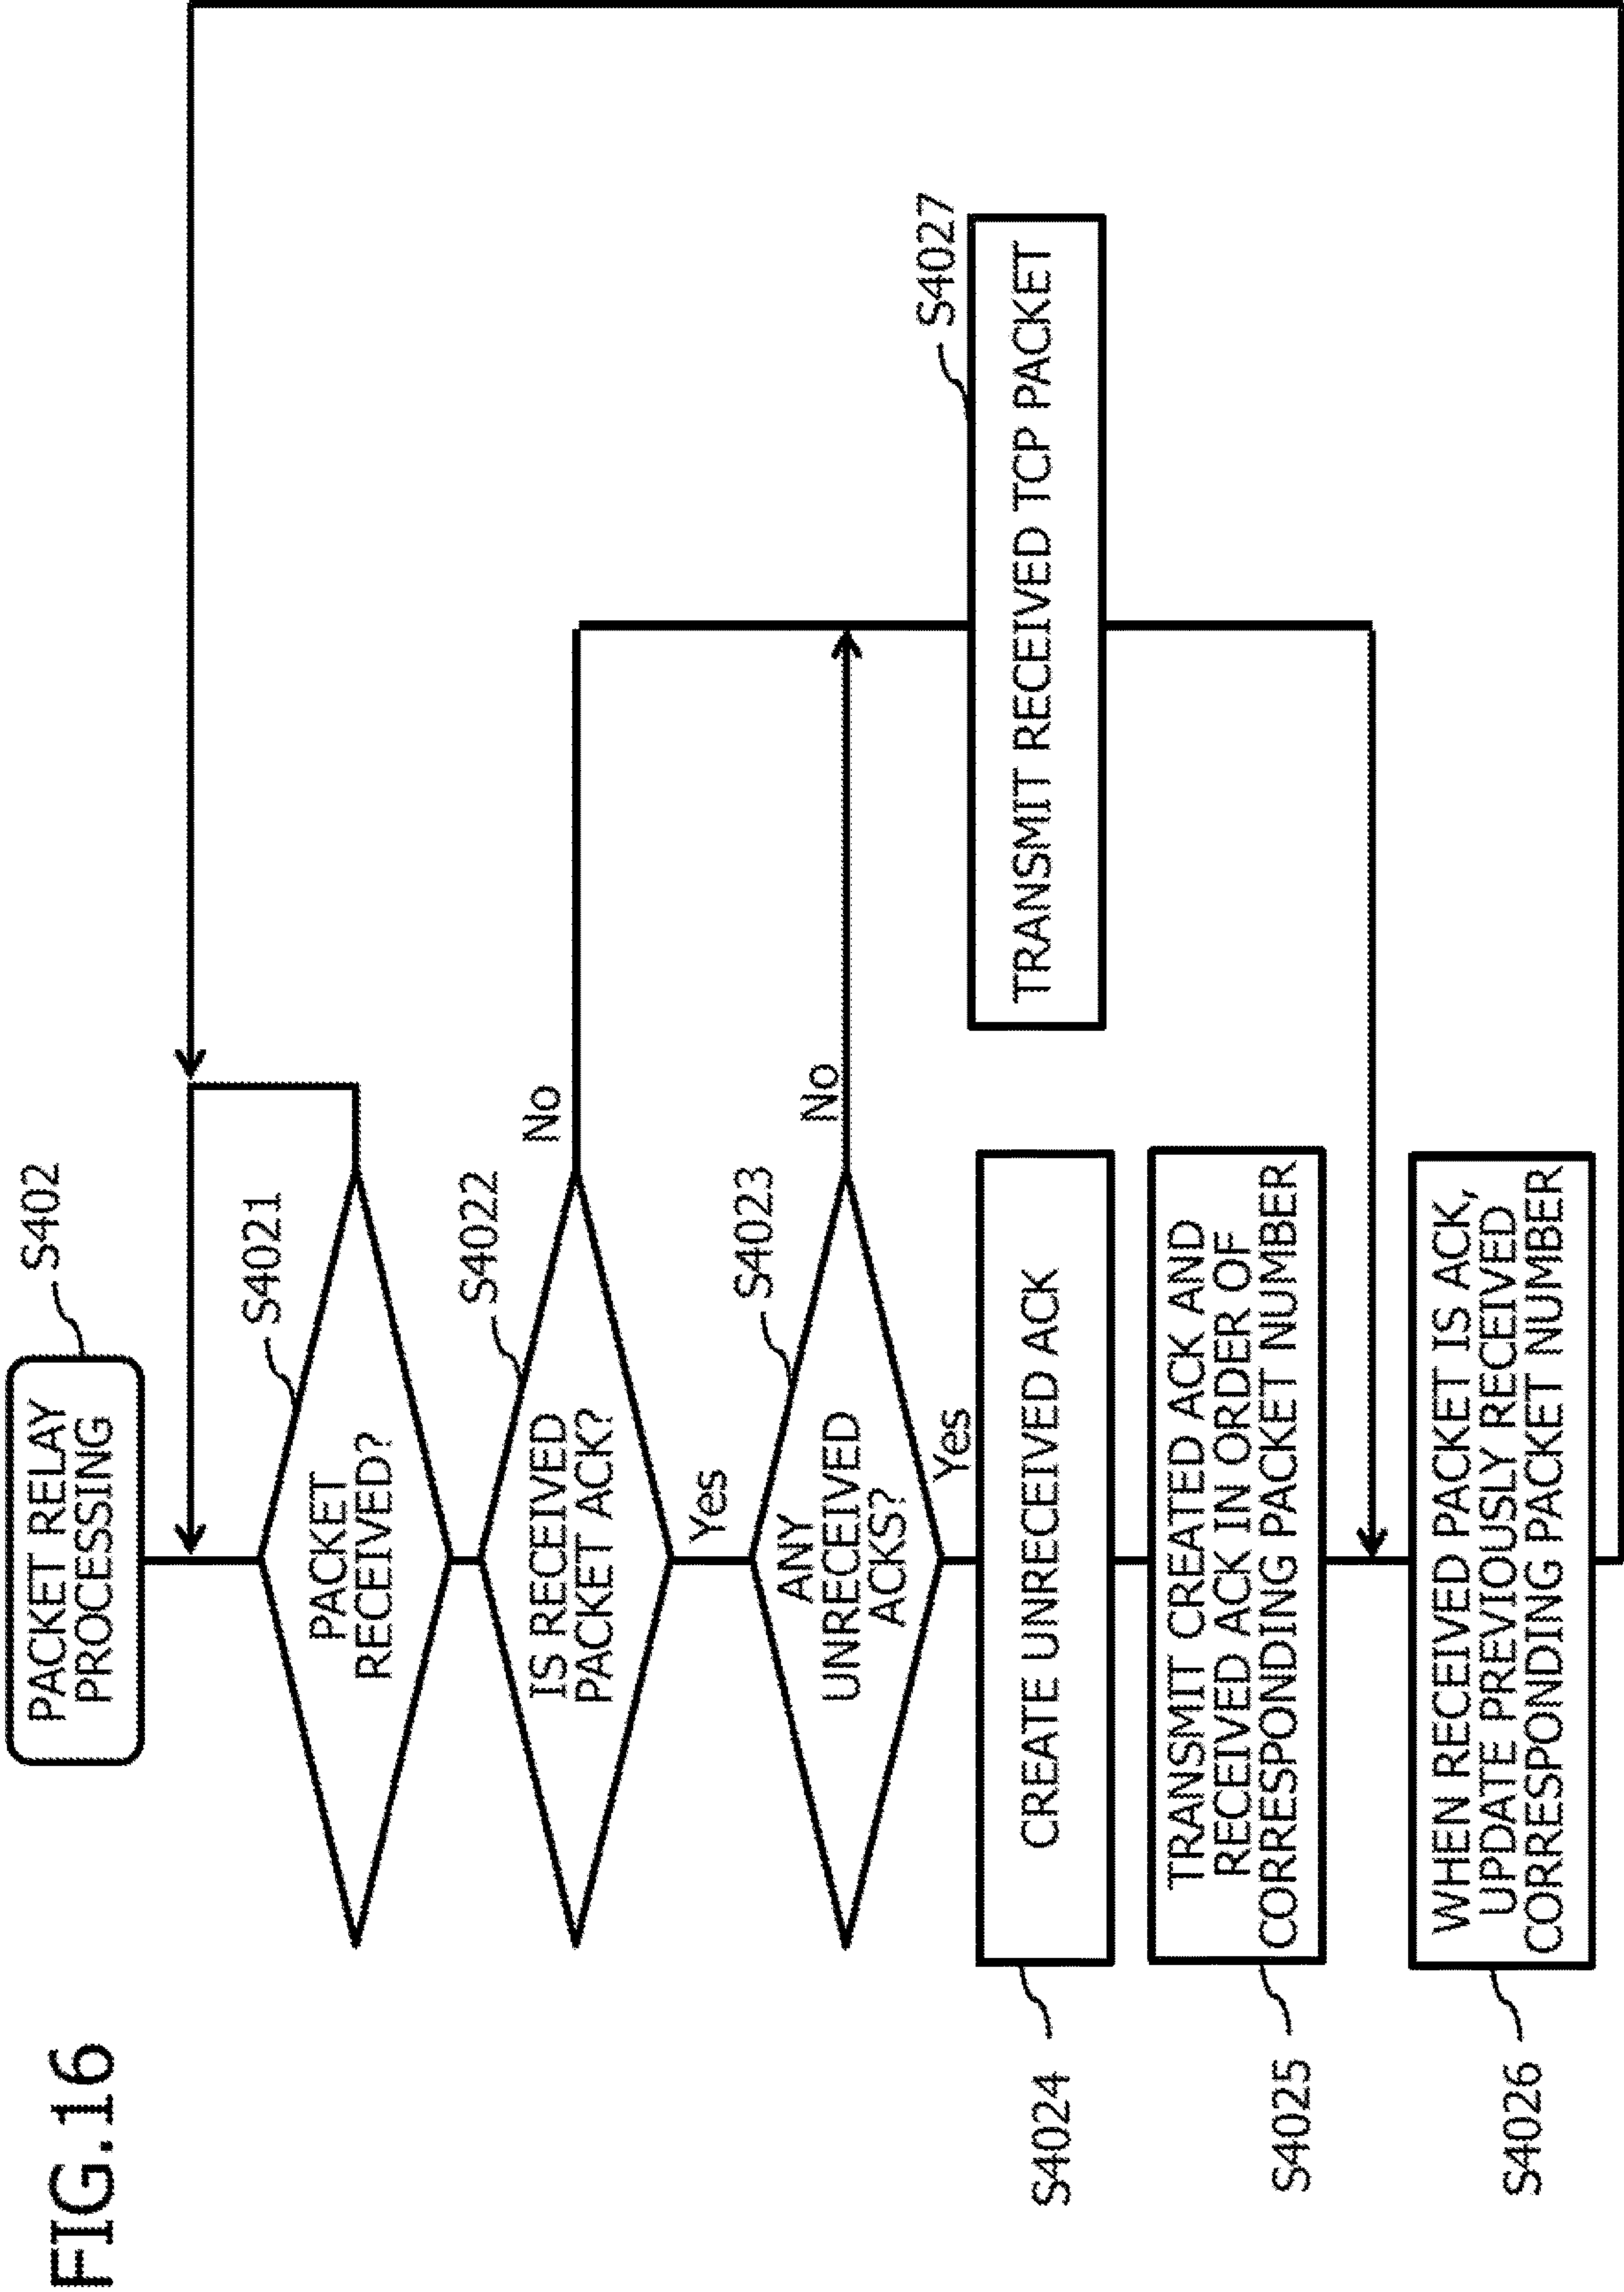 FIG.16
PACKET RELAY
PROCESSING
S402
PACKET
RECEIVED?
S4021
IS RECEIVED
PACKET ACK?
S4022
No
Yes
ANY
UNRECEIVED
ACKS?
S4023
No
Yes
CREATE UNRECEIVED ACK
S4024
TRANSMIT RECEIVED TCP PACKET
S4027
TRANSMIT CREATED ACK AND
RECEIVED ACK IN ORDER OF
CORRESPONDING PACKET NUMBER
S4025
WHEN RECEIVED PACKET IS ACK,
UPDATE PREVIOUSLY RECEIVED
CORRESPONDING PACKET NUMBER
S4026